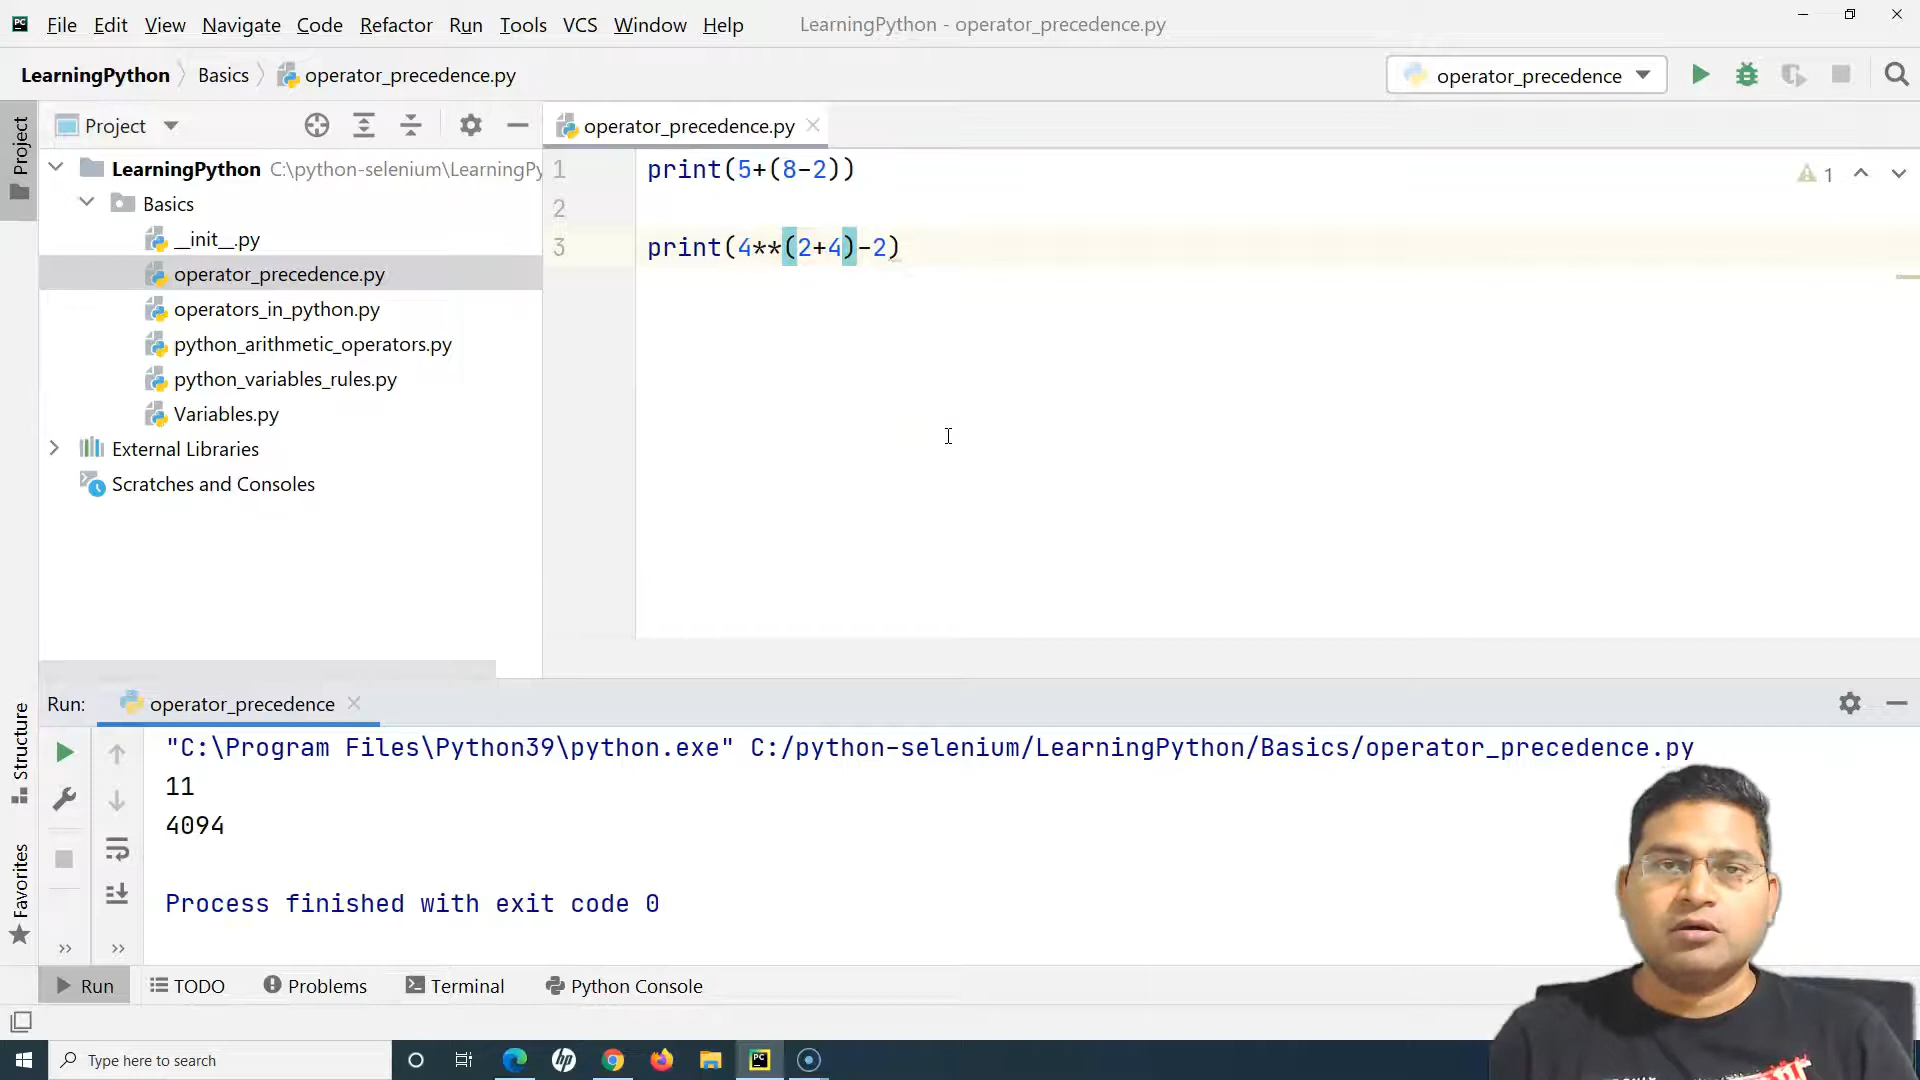 File Edit View Navigate Code Refactor Run Tools VCS Window Help LearningPython - operator_precedence.py
LearningPython Basics operator_precedence.py operator_precedence
Project
Project operator_precedence.py
LearningPython C:\python-selenium\LearningPy
Basics
__init__.py
operator_precedence.py
operators_in_python.py
python_arithmetic_operators.py
python_variables_rules.py
Variables.py
External Libraries
Scratches and Consoles
1 print(5+(8-2)) 1
2
3 print(4**(2+4)-2)
Run: operator_precedence
"C:\Program Files\Python39\python.exe" C:/python-selenium/LearningPython/Basics/operator_precedence.py
11
4094
Process finished with exit code 0
Structure
Favorites
Run TODO Problems Terminal Python Console
Type here to search hp PC